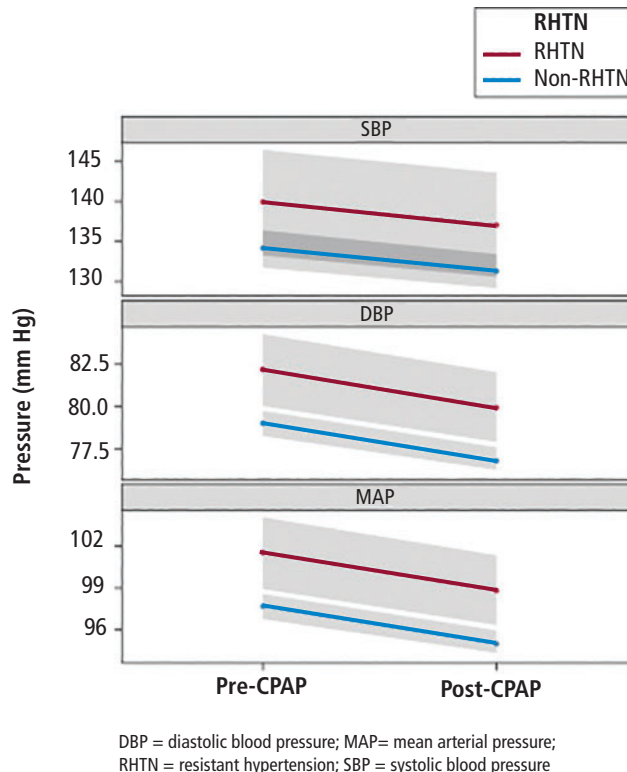 RHTN
RHTN
Non-RHTN
SBP
145
140
135
130
DBP
82.5
80.0
77.5
MAP
102
99
96
Pressure (mm Hg)
Pre-CPAP Post-CPAP
DBP = diastolic blood pressure; MAP= mean arterial pressure;
RHTN = resistant hypertension; SBP = systolic blood pressure